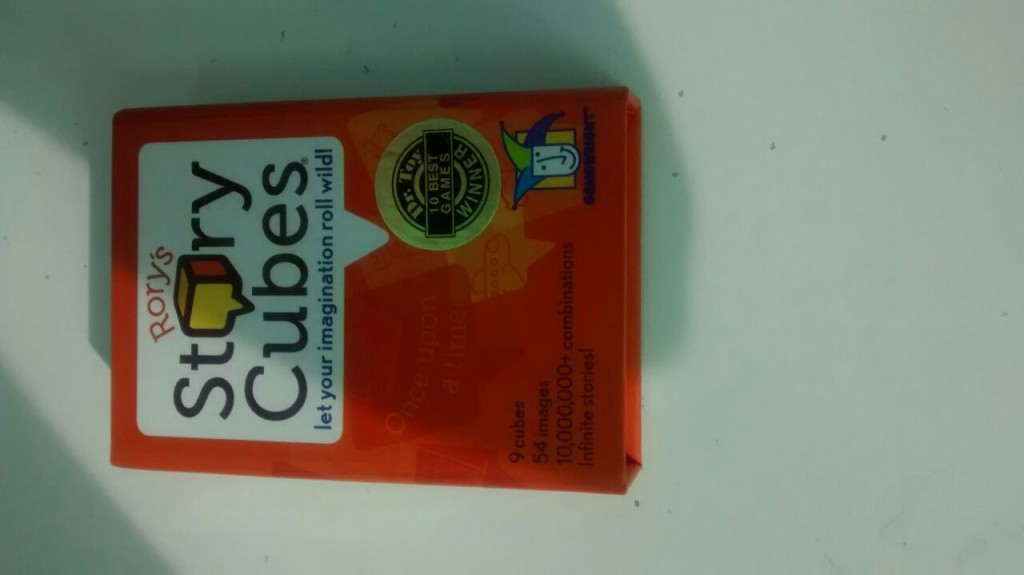 Rory's
Story
Cubes®
let your imagination roll wild!
Dr. Toy
10 BEST
GAMES
WINNER
GAMEWRIGHT
Once upon
a time
9 cubes
54 images
10,000,000+ combinations
Infinite stories!